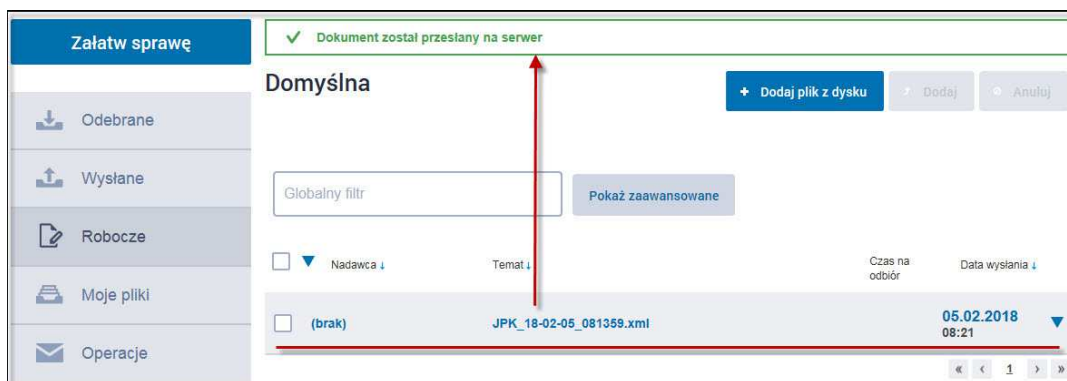 Załatw sprawę
Dokument został przesłany na serwer
Domyślna
+ Dodaj plik z dysku
Dodaj
Anuluj
Odebrane
Wysłane
Globalny filtr
Pokaż zaawansowane
Robocze
Nadawca ↓
Temat ↓
Czas na
odbiór
Data wysłania ↓
Moje pliki
(brak)
JPK_18-02-05_081359.xml
05.02.2018
08:21
Operacje
« ‹ 1 › »